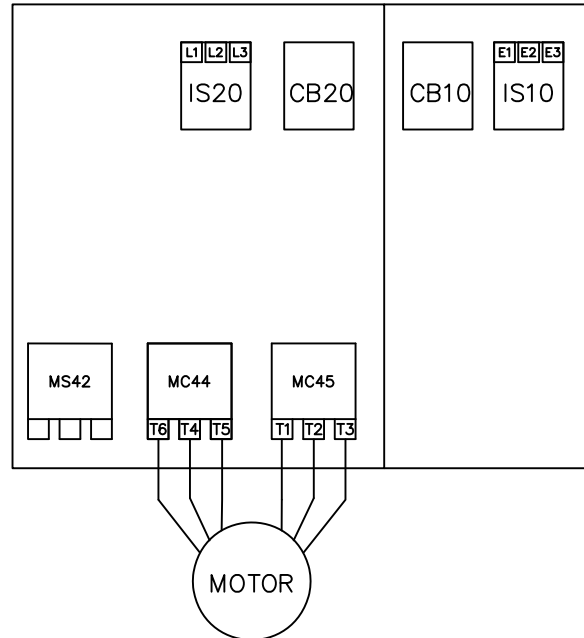 L1 L2 L3
IS20
CB20
CB10
E1 E2 E3
IS10
MS42
MC44
T6 T4 T5
MC45
T1 T2 T3
MOTOR